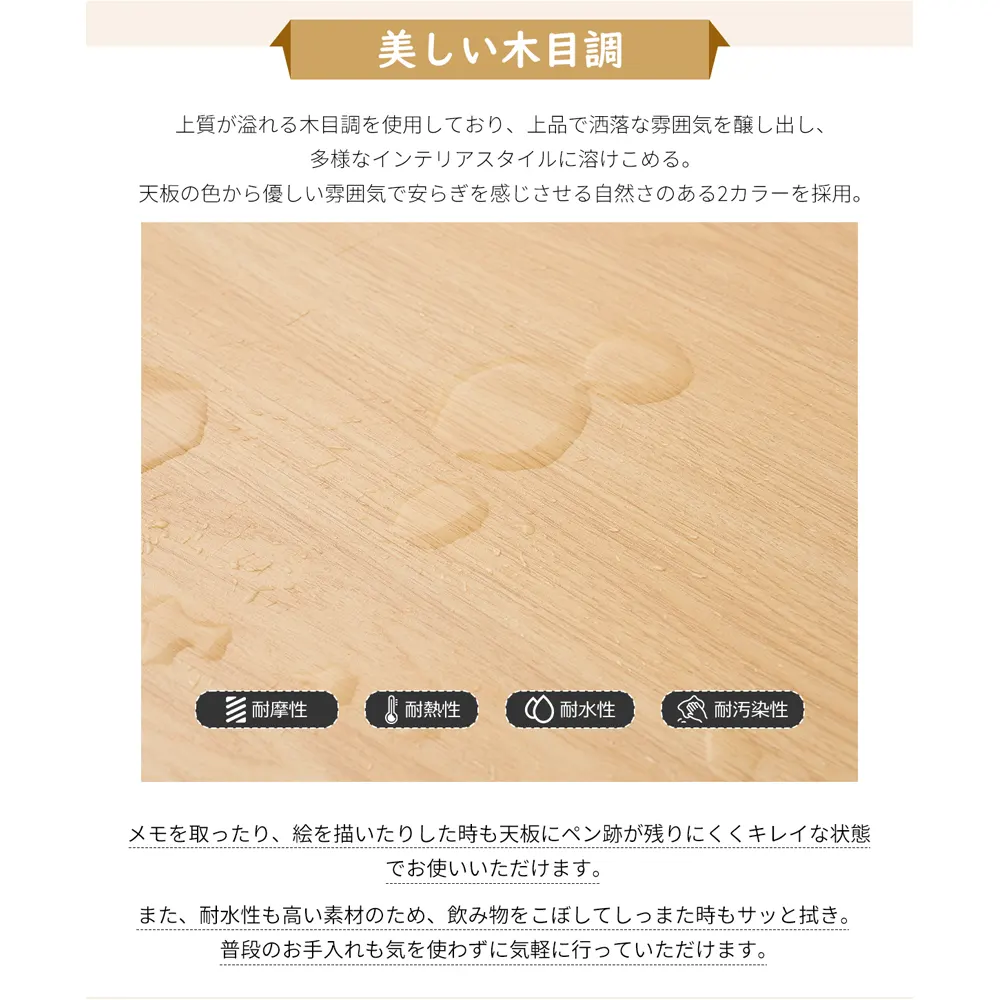 美しい木目調
上質が溢れる木目調を使用しており、上品で洒落な雰囲気を醸し出し、
多様なインテリアスタイルに溶けこめる。
天板の色から優しい雰囲気で安らぎを感じさせる自然さのある2カラーを採用。
耐摩性 耐熱性 耐水性 耐汚染性
メモを取ったり、絵を描いたりした時も天板にペン跡が残りにくくキレイな状態
でお使いいただけます。
また、耐水性も高い素材のため、飲み物をこぼしてしっまた時もサッと拭き。
普段のお手入れも気を使わずに気軽に行っていただけます。